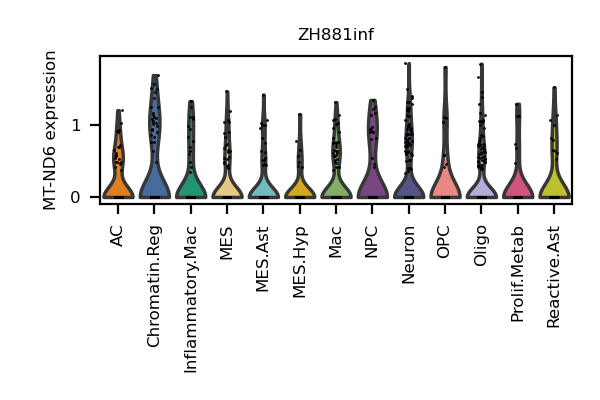 ZH881inf
MT-ND6 expression
1
0
AC
Chromatin.Reg
Inflammatory.Mac
MES
MES.Ast
MES.Hyp
Mac
NPC
Neuron
OPC
Oligo
Prolif.Metab
Reactive.Ast